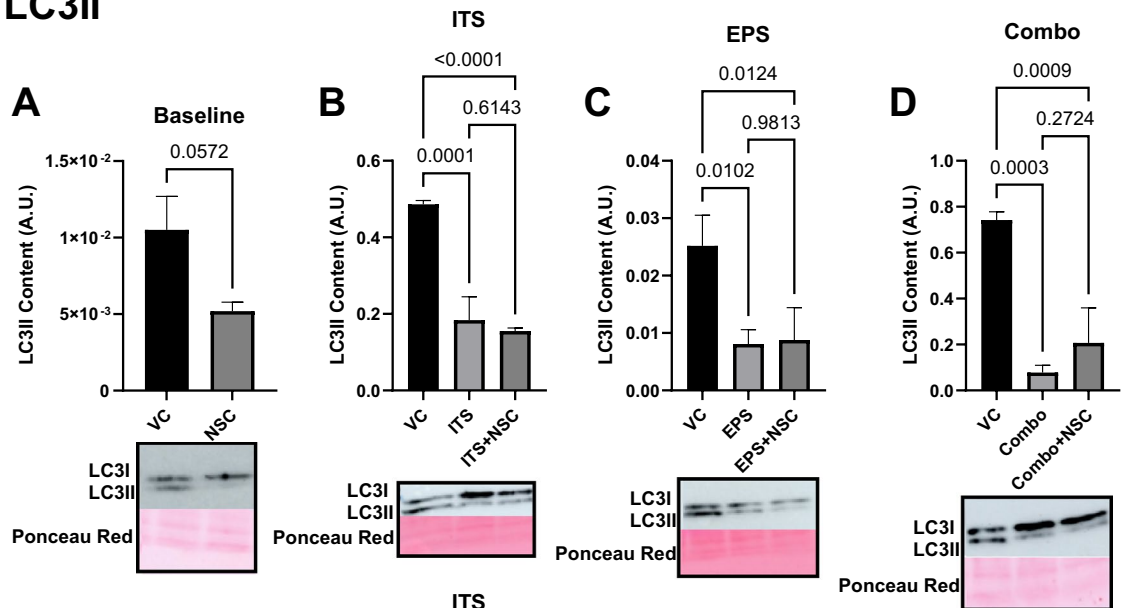 LC3II
A
Baseline
0.0572
LC3II Content (A.U.)
1.5×10⁻²
1×10⁻²
5×10⁻³
0
VC
NSC
LC3I
LC3II
Ponceau Red
B
ITS
<0.0001
0.6143
0.0001
LC3II Content (A.U.)
0.6
0.4
0.2
0.0
VC
ITS
ITS+NSC
LC3I
LC3II
Ponceau Red
C
EPS
0.0124
0.9813
0.0102
LC3II Content (A.U.)
0.04
0.03
0.02
0.01
0.00
VC
EPS
EPS+NSC
LC3I
LC3II
Ponceau Red
D
Combo
0.0009
0.2724
0.0003
LC3II Content (A.U.)
1.0
0.8
0.6
0.4
0.2
0.0
VC
Combo
Combo+NSC
LC3I
LC3II
Ponceau Red
ITS